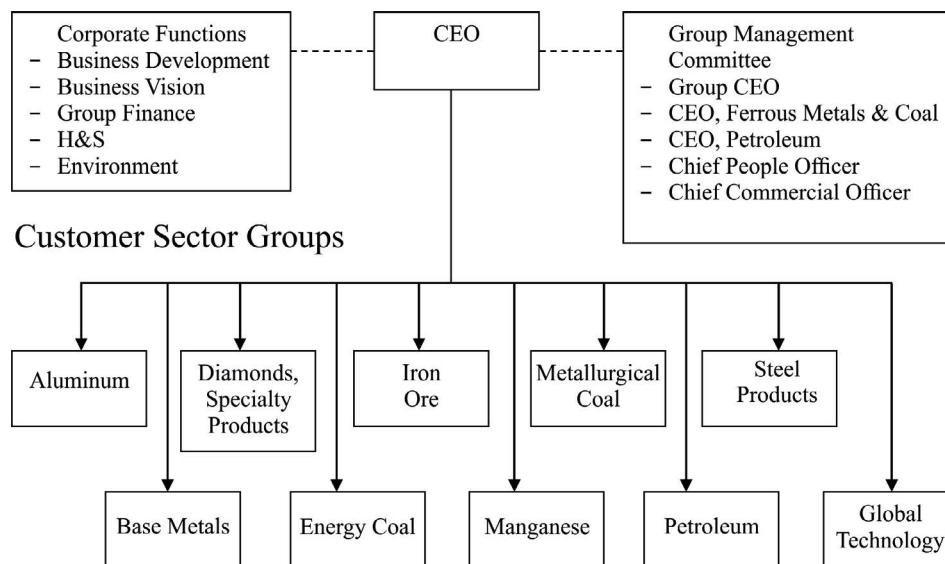 Corporate Functions
– Business Development
– Business Vision
– Group Finance
– H&S
– Environment
CEO
Group Management
Committee
– Group CEO
– CEO, Ferrous Metals & Coal
– CEO, Petroleum
– Chief People Officer
– Chief Commercial Officer
Customer Sector Groups
Aluminum
Diamonds,
Specialty
Products
Iron
Ore
Metallurgical
Coal
Steel
Products
Base Metals
Energy Coal
Manganese
Petroleum
Global
Technology